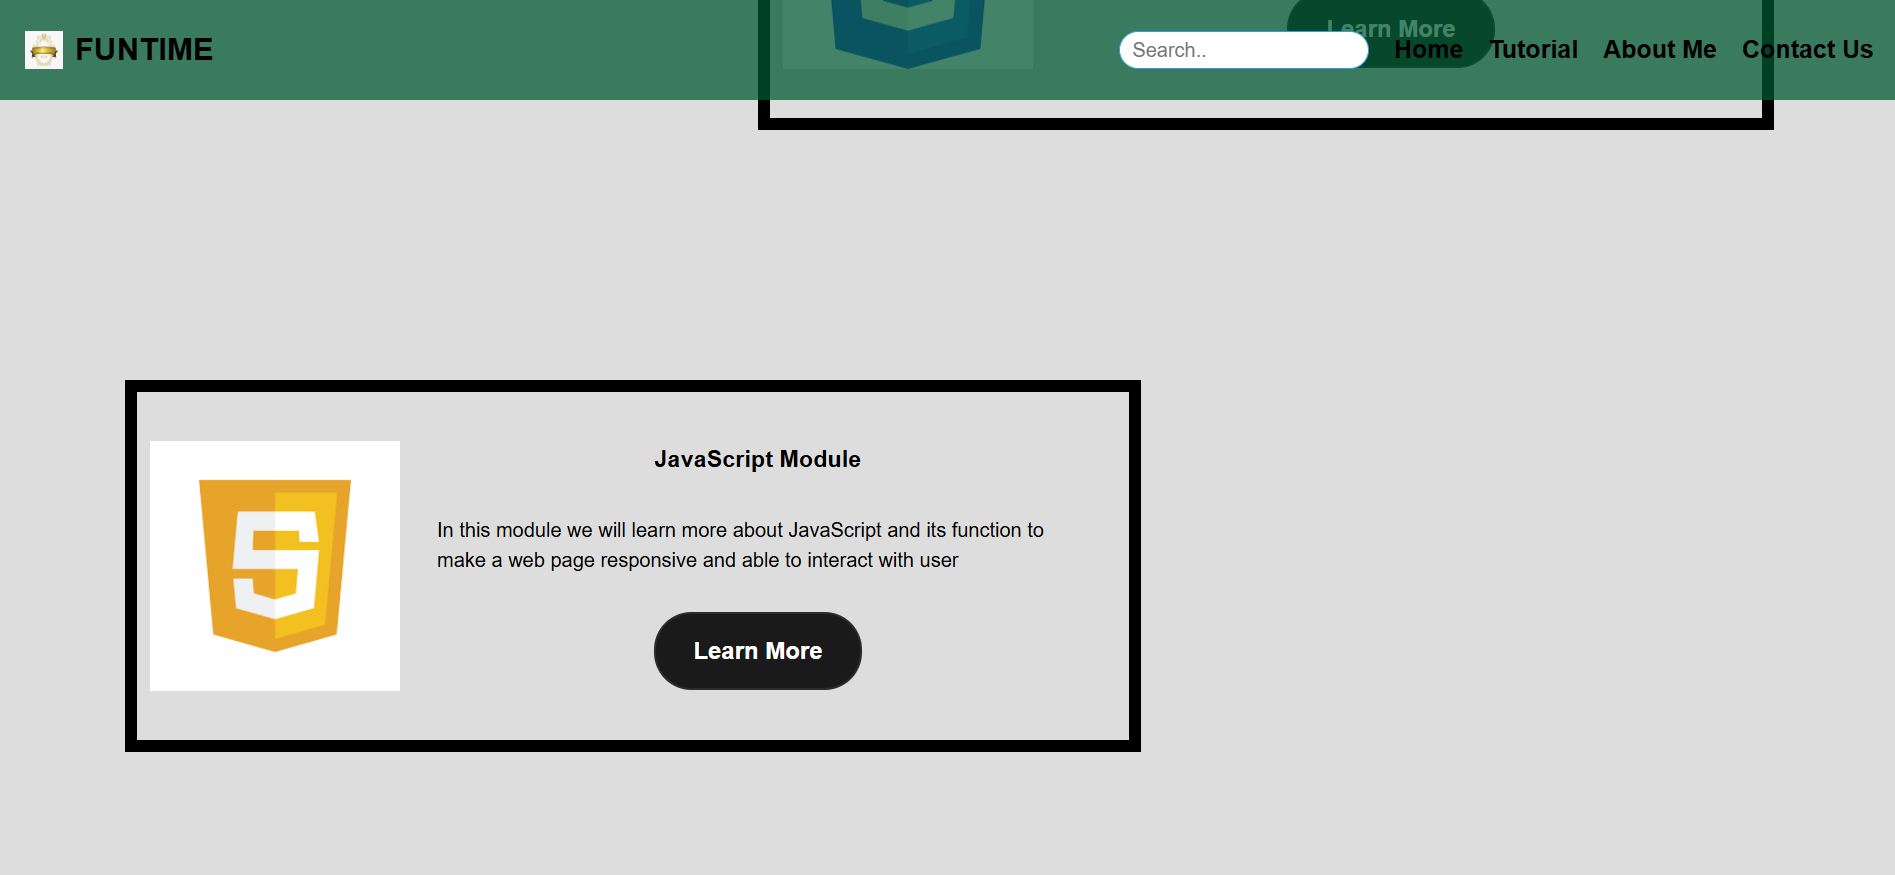 FUNTIME
Learn More
Search..
Home
Tutorial
About Me
Contact Us
JavaScript Module
In this module we will learn more about JavaScript and its function to
make a web page responsive and able to interact with user
Learn More